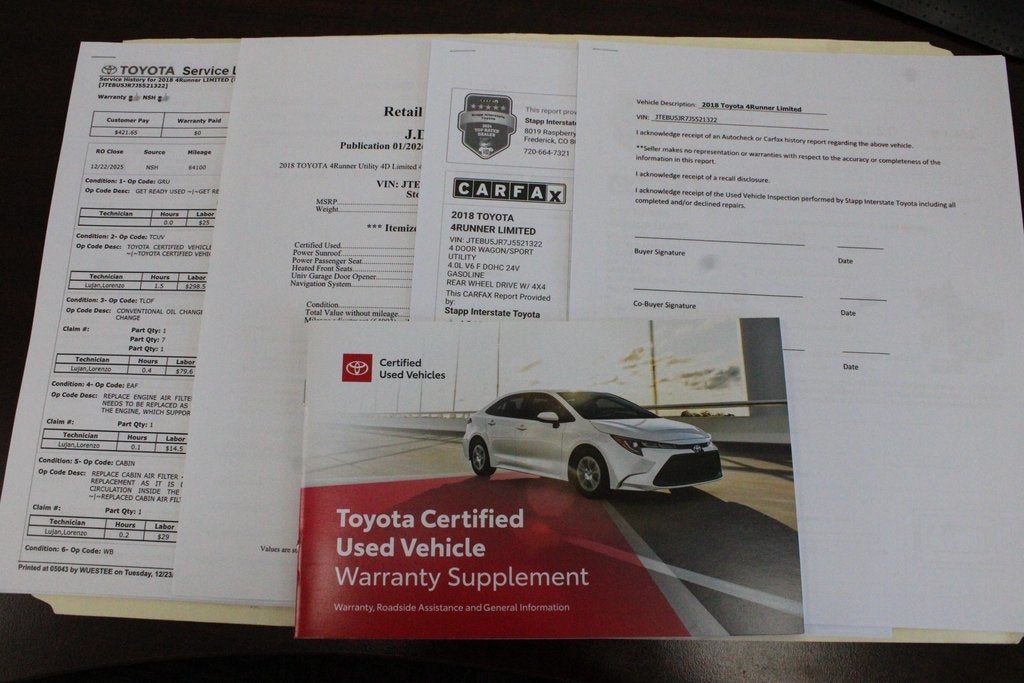 TOYOTA Service L
Service History for 2018 4Runner LIMITED (
[JTEBU5JR7J5521322]
Warranty NSH
Customer Pay Warranty Paid
$421.65 $0
RO Close Source Mileage
12/22/2025 NSH 64100
Condition: 1- Op Code: GRU
Op Code Desc: GET READY USED ~|~GET RE
Technician Hours Labor
0.0 $25
Condition: 2- Op Code: TCUV
Op Code Desc: TOYOTA CERTIFIED VEHICLE
~|~TOYOTA CERTIFIED VEHI
Technician Hours Labor
Lujan,Lorenzo 1.5 $298.5
Condition: 3- Op Code: TLOF
Op Code Desc: CONVENTIONAL OIL CHANGE
CHANGE
Claim #: Part Qty: 1
Part Qty: 7
Part Qty: 1
Technician Hours Labor
Lujan,Lorenzo 0.4 $79.6
Condition: 4- Op Code: EAF
Op Code Desc: REPLACE ENGINE AIR FILTE
NEEDS TO BE REPLACED AS
THE ENGINE, WHICH SUPPOR
Claim #: Part Qty: 1
Technician Hours Labor
Lujan,Lorenzo 0.1 $14.5
Condition: 5- Op Code: CABIN
Op Code Desc: REPLACE CABIN AIR FILTER -
REPLACEMENT AS IT IS
CIRCULATION INSIDE THE
~|~REPLACED CABIN AIR FIL
Claim #: Part Qty: 1
Technician Hours Labor
Lujan,Lorenzo 0.2 $29
Condition: 6- Op Code: WB
Printed at 05043 by WUESTEE on Tuesday, 12/23/
Retail
J.D
Publication 01/202
2018 TOYOTA 4Runner Utility 4D Limited 4
VIN: JTE
Sto
MSRP
Weight
*** Itemize
Certified Used
Power Sunroof
Power Passenger Seat
Heated Front Seats
Univ Garage Door Opener
Navigation System
Condition
Total Value without mileage
Values are s
This report prov
Stapp Interstate
8019 Raspberry
Frederick, CO 8
720-664-7321
TOP RATED
DEALER
CARFAX
2018 TOYOTA
4RUNNER LIMITED
VIN: JTEBU5JR7J5521322
4 DOOR WAGON/SPORT
UTILITY
4.0L V6 F DOHC 24V
GASOLINE
REAR WHEEL DRIVE W/ 4X4
This CARFAX Report Provided
by:
Stapp Interstate Toyota
Vehicle Description: 2018 Toyota 4Runner Limited
VIN: JTEBU5JR7J5521322
I acknowledge receipt of an Autocheck or Carfax history report regarding the above vehicle.
**Seller makes no representation or warranties with respect to the accuracy or completeness of the
information in this report.
I acknowledge receipt of a recall disclosure.
I acknowledge receipt of the Used Vehicle Inspection performed by Stapp Interstate Toyota including all
completed and/or declined repairs.
Buyer Signature Date
Co-Buyer Signature Date
Date
Certified
Used Vehicles
Toyota Certified
Used Vehicle
Warranty Supplement
Warranty, Roadside Assistance and General Information